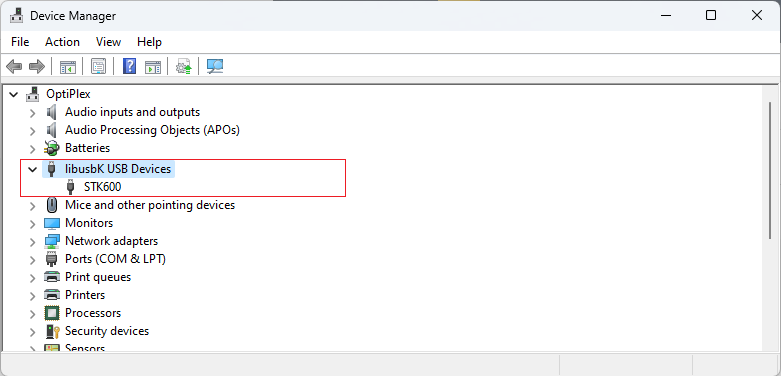 Device Manager
File Action View Help
OptiPlex
Audio inputs and outputs
Audio Processing Objects (APOs)
Batteries
libusbK USB Devices
STK600
Mice and other pointing devices
Monitors
Network adapters
Ports (COM & LPT)
Print queues
Printers
Processors
Security devices
Sensors